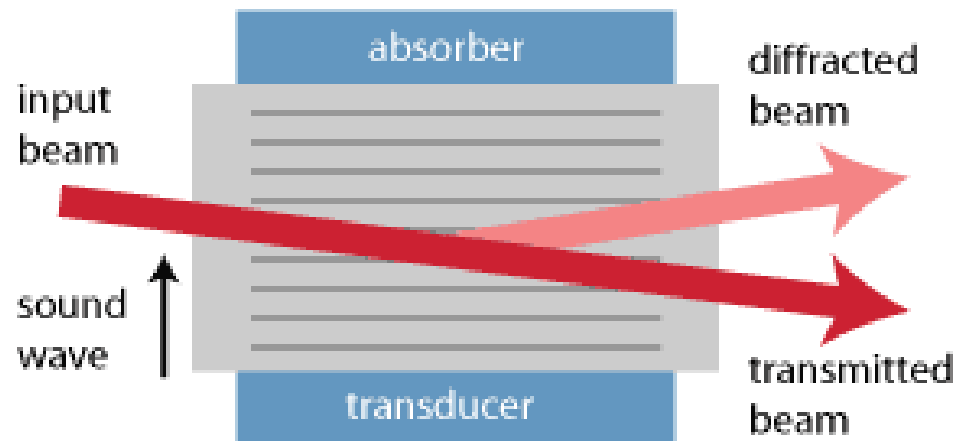 absorber
input
beam
diffracted
beam
sound
wave
transmitted
beam
transducer